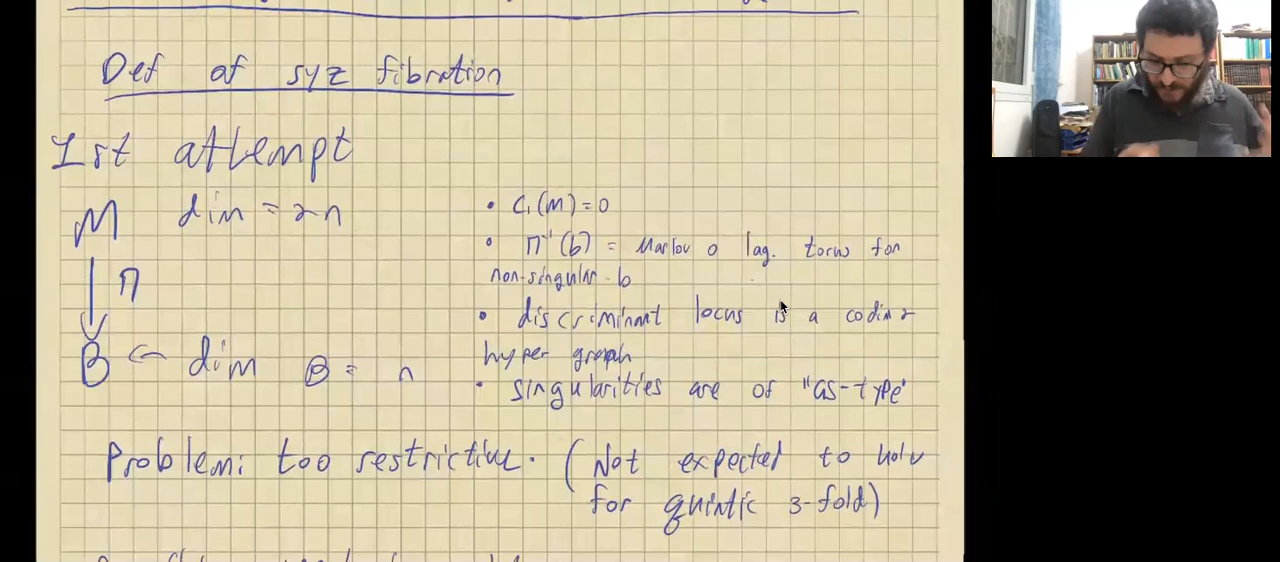 Def of syz fibration
1st attempt
M dim = 2n
• C₁(M)=0
• π⁻¹(b) = Maslov 0 lag. torus for
π
non-singular b
• discriminant locus is a codim 2
B ← dim B = n
hyper graph
• singularities are of "GS-type"
Problem: too restrictive. (Not expected to hold
for quintic 3-fold)